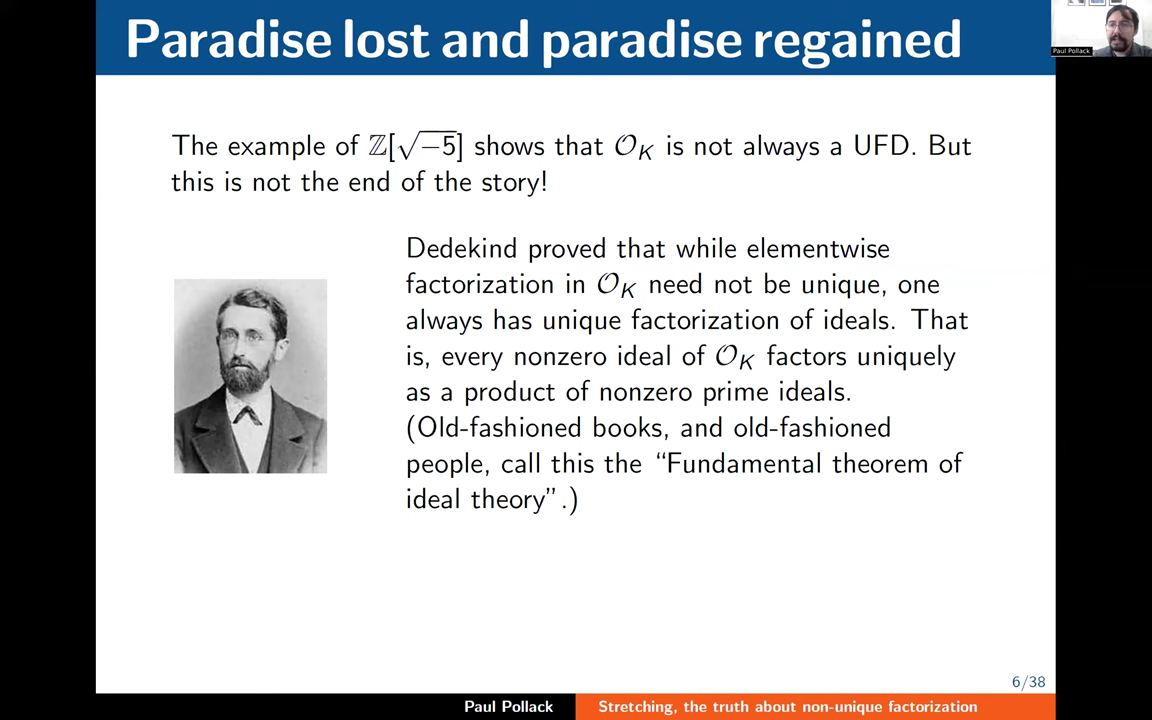 Paradise lost and paradise regained
Paul Pollack
The example of ℤ[√−5] shows that 𝒪_K is not always a UFD. But
this is not the end of the story!
Dedekind proved that while elementwise
factorization in 𝒪_K need not be unique, one
always has unique factorization of ideals. That
is, every nonzero ideal of 𝒪_K factors uniquely
as a product of nonzero prime ideals.
(Old-fashioned books, and old-fashioned
people, call this the “Fundamental theorem of
ideal theory”.)
6/38
Paul Pollack
Stretching, the truth about non-unique factorization